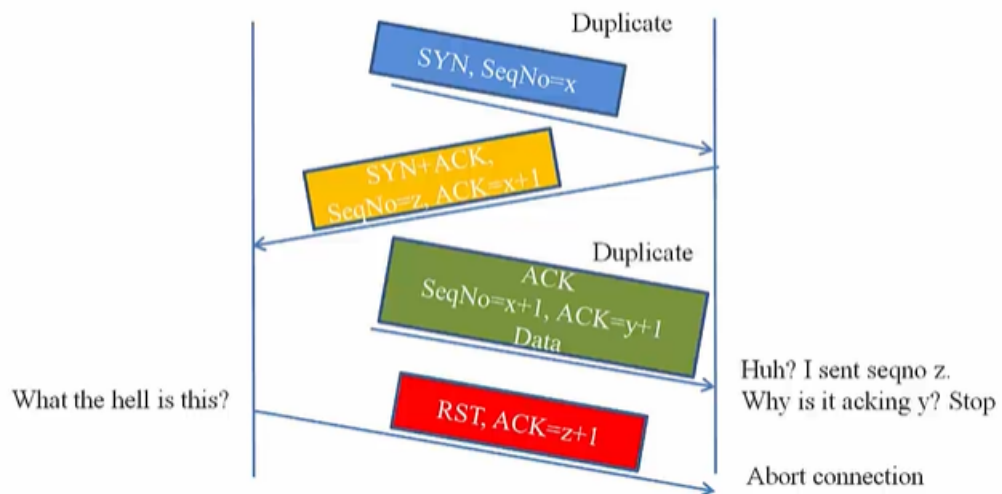 Duplicate
SYN, SeqNo=x
SYN+ACK,
SeqNo=z, ACK=x+1
Duplicate
ACK
SeqNo=x+1, ACK=y+1
Data
Huh? I sent seqno z.
Why is it acking y? Stop
What the hell is this?
RST, ACK=z+1
Abort connection